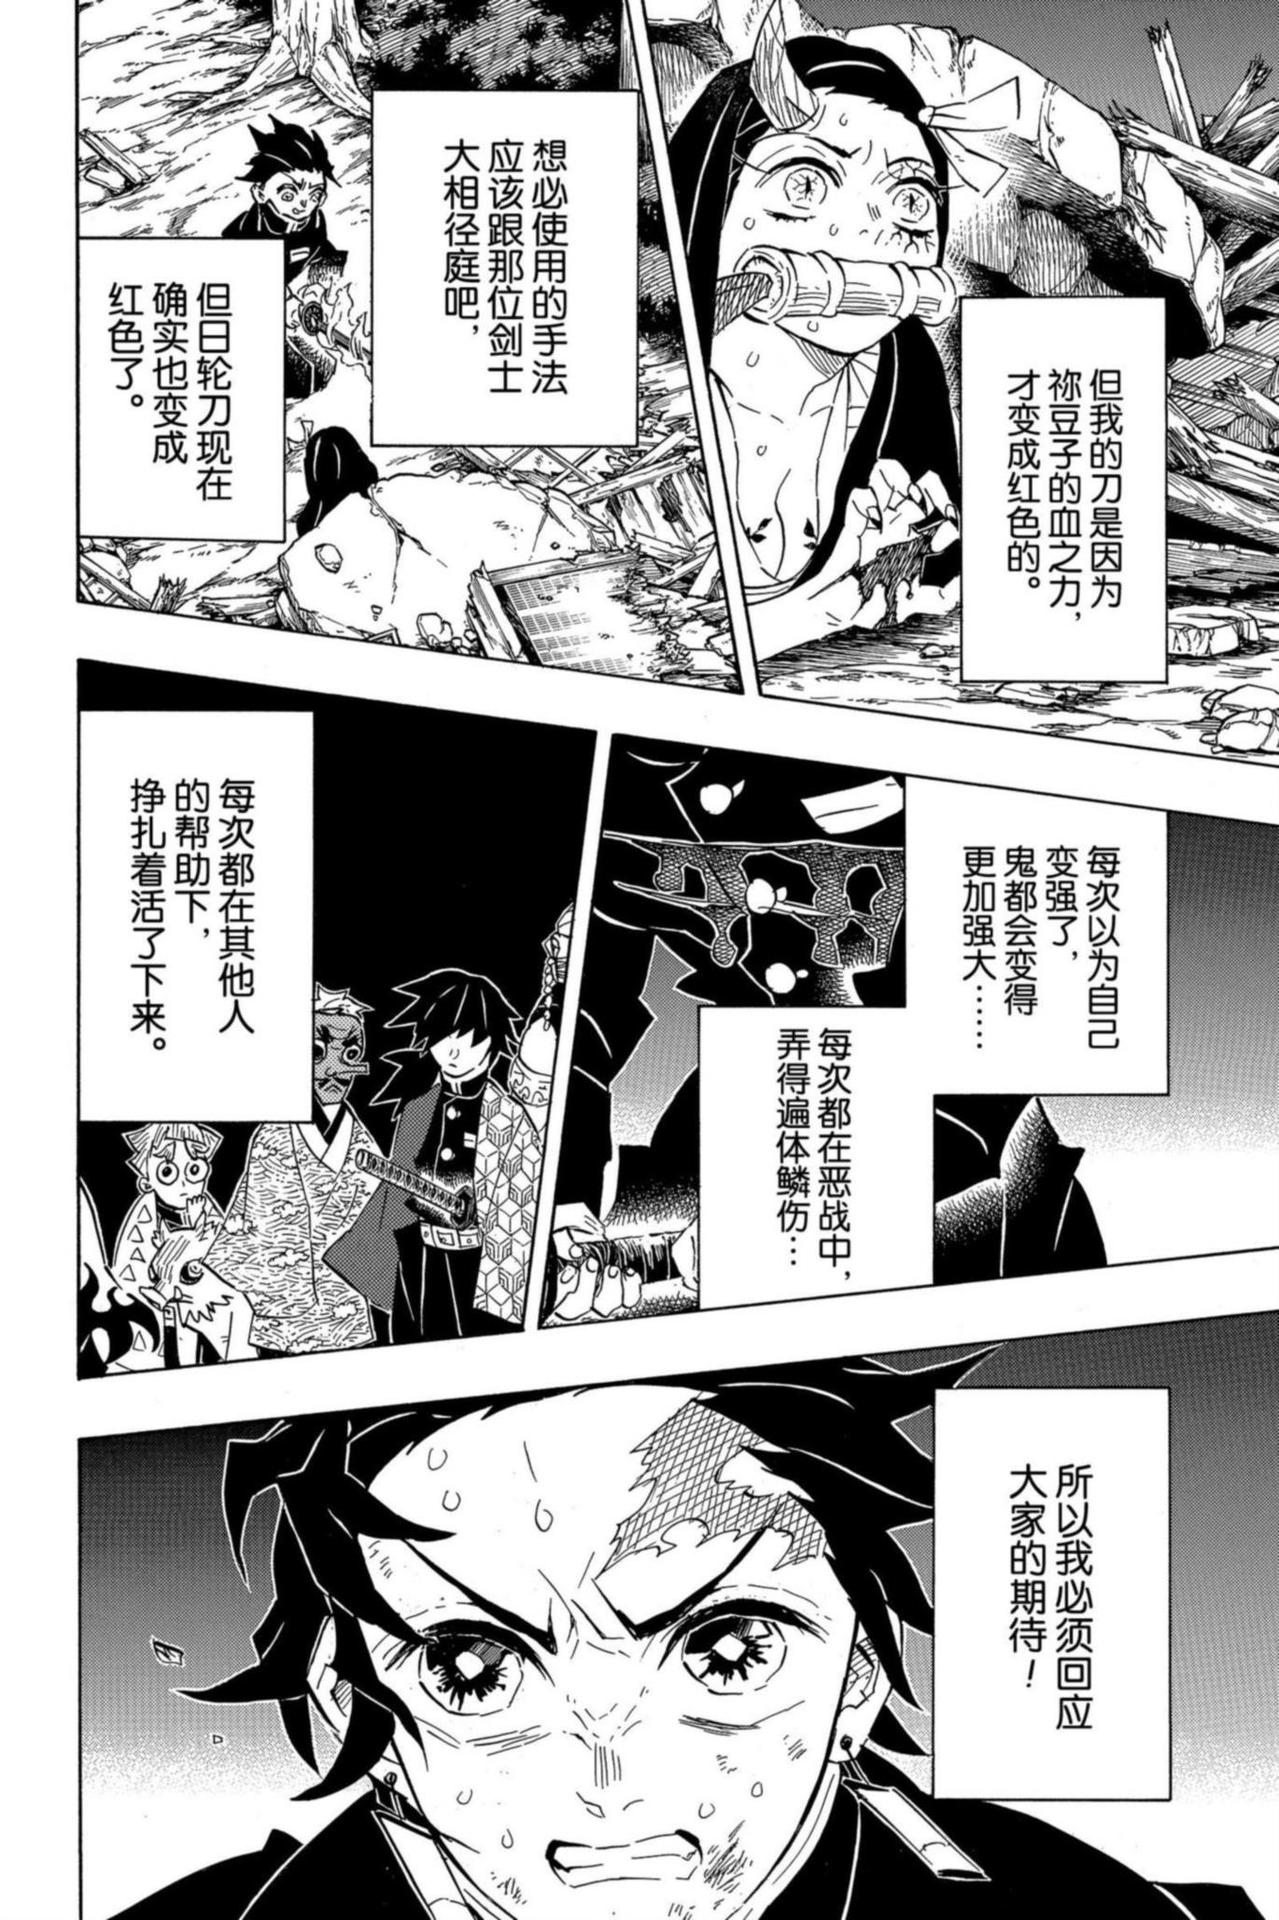 但我的刀是因为
祢豆子的血之力，
才变成红色的。
想必使用的手法
应该跟那位剑士
大相径庭吧，
但日轮刀现在
确实也变成
红色了。
每次以为自己
变强了，
鬼都会变得
更加强大……
每次都在恶战中，
弄得遍体鳞伤…
每次都在其他人
的帮助下，
挣扎着活了下来。
所以我必须回应
大家的期待！